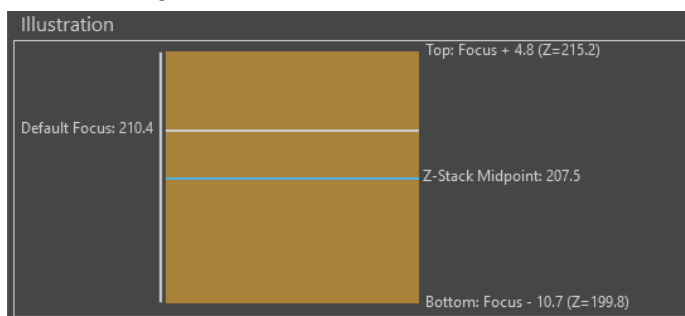 Illustration
Top: Focus + 4.8 (Z=215.2)
Default Focus: 210.4
Z-Stack Midpoint: 207.5
Bottom: Focus - 10.7 (Z=199.8)